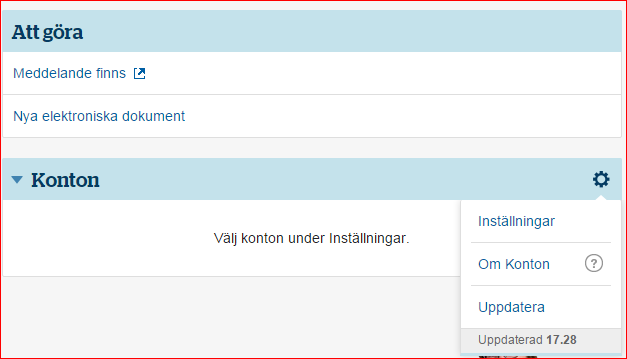 Att göra
Meddelande finns
Nya elektroniska dokument
Konton
Välj konton under Inställningar.
Inställningar
Om Konton ?
Uppdatera
Uppdaterad 17.28